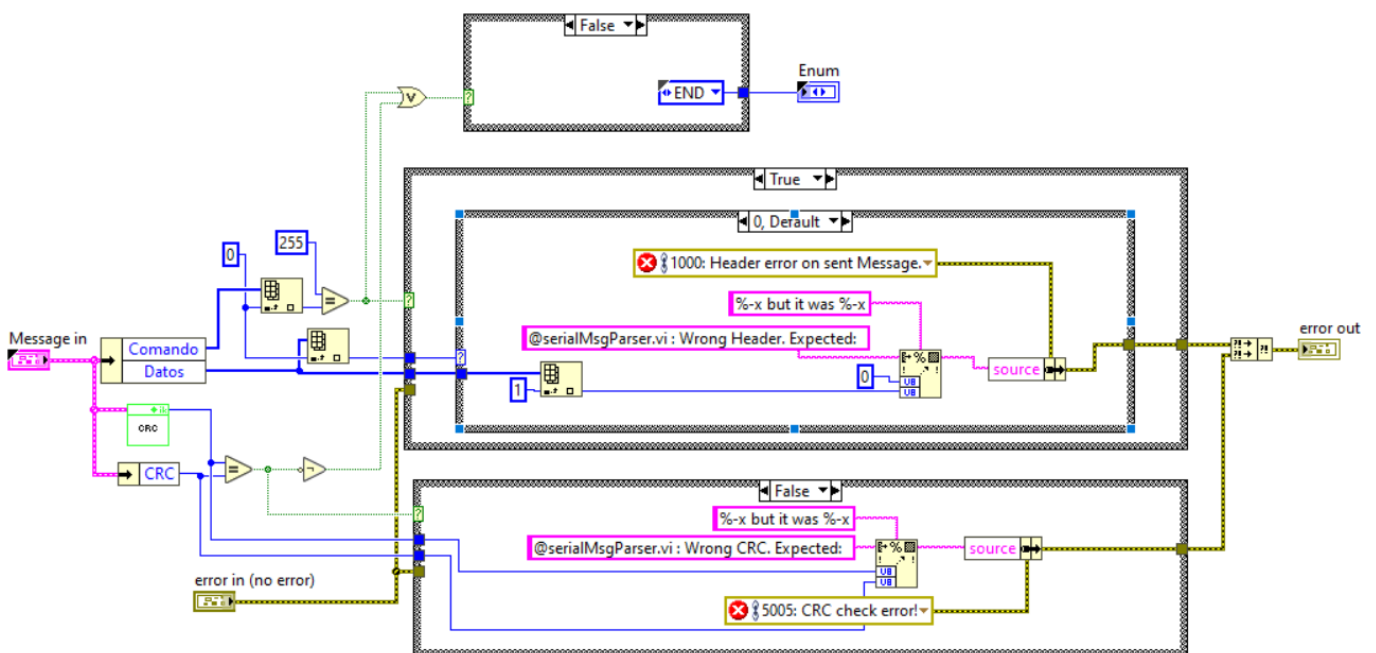 False
END
Enum
True
0, Default
0
255
1000: Header error on sent Message.
%-x but it was %-x
@serialMsgParser.vi : Wrong Header. Expected:
Message in
Comando
Datos
error out
1
0
source
CRC
CRC
False
%-x but it was %-x
@serialMsgParser.vi : Wrong CRC. Expected:
source
error in (no error)
5005: CRC check error!